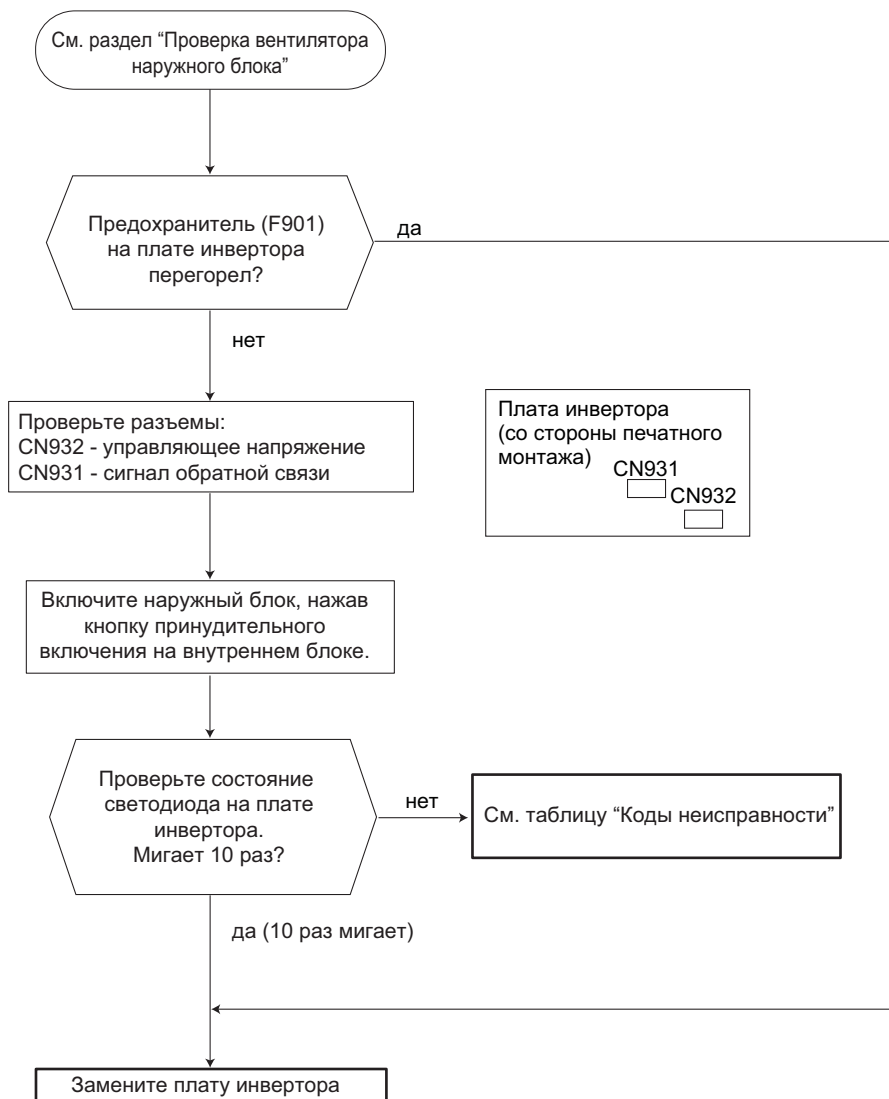 См. раздел “Проверка вентилятора
наружного блока”
Предохранитель (F901)
на плате инвертора
перегорел?
да
нет
Проверьте разъемы:
CN932 - управляющее напряжение
CN931 - сигнал обратной связи
Плата инвертора
(со стороны печатного
монтажа)
CN931
CN932
Включите наружный блок, нажав
кнопку принудительного
включения на внутреннем блоке.
Проверьте состояние
светодиода на плате
инвертора.
Мигает 10 раз?
нет
См. таблицу “Коды неисправности”
да (10 раз мигает)
Замените плату инвертора